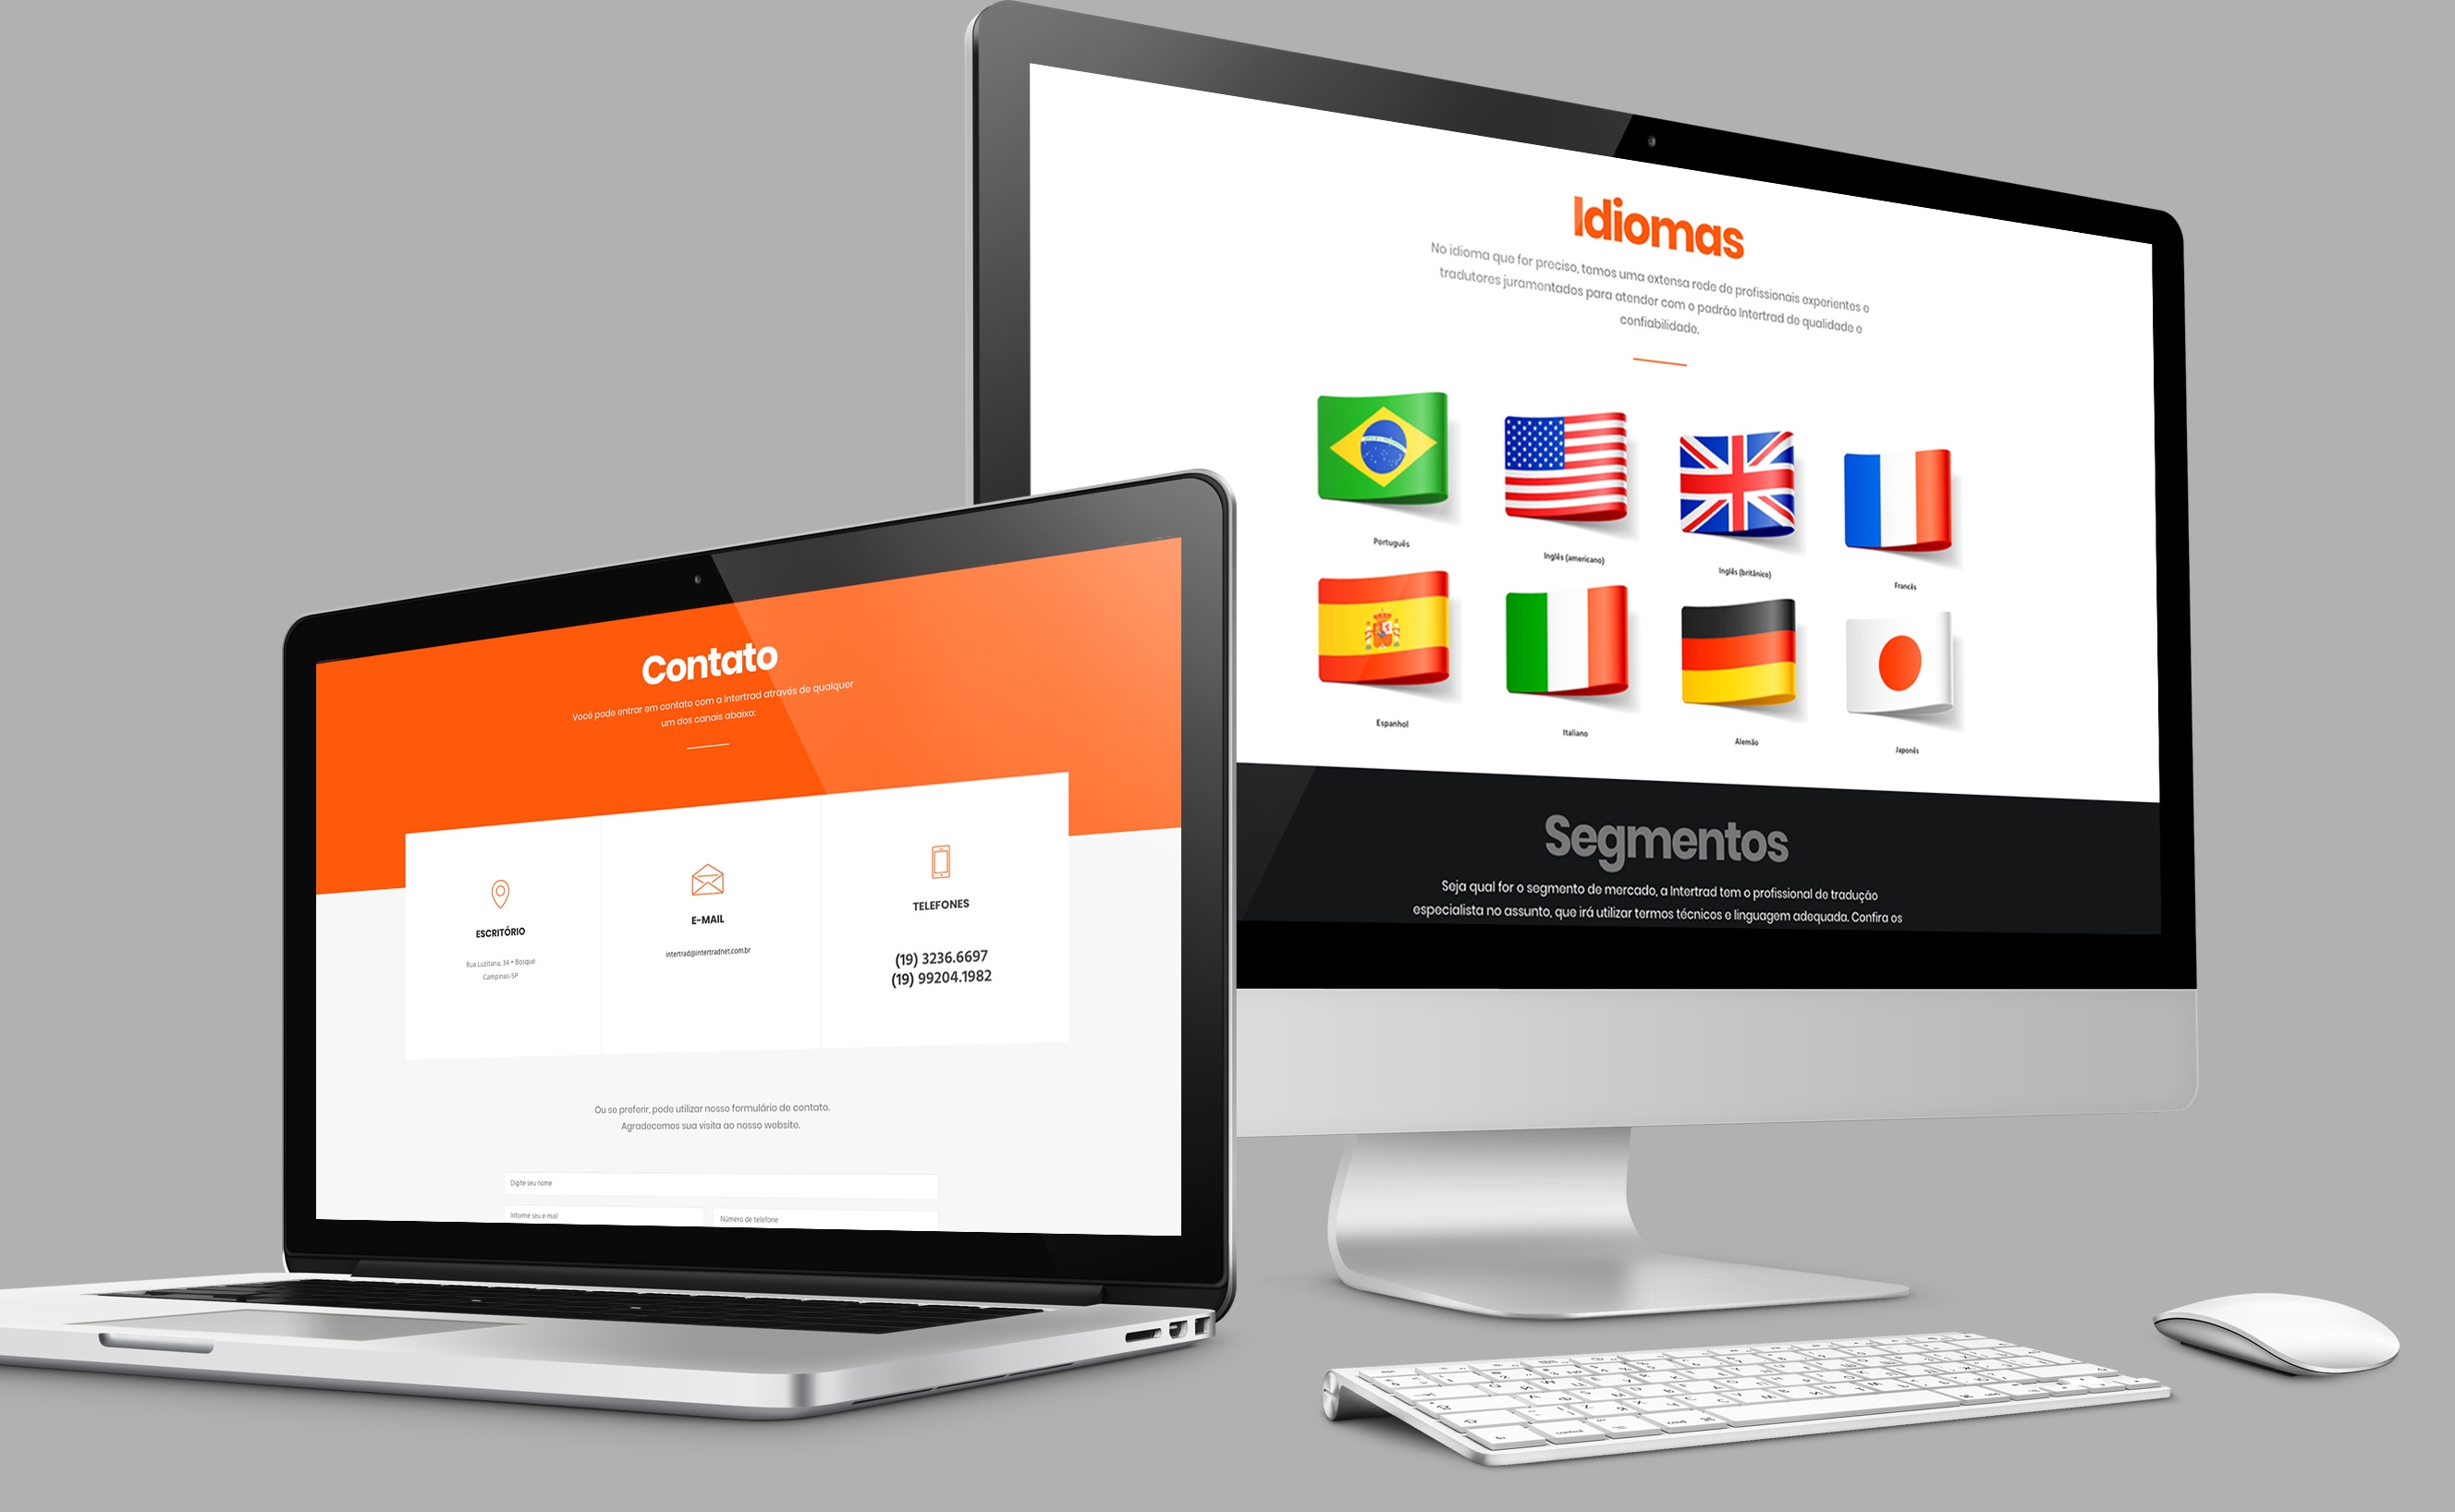 Idiomas
No idioma que for preciso, temos uma extensa rede de profissionais experientes e
tradutores juramentados para atender com o padrão Intertrad de qualidade e
confiabilidade.
Português
Inglês (americano)
Inglês (britânico)
Francês
Espanhol
Italiano
Alemão
Japonês
Segmentos
Seja qual for o segmento de mercado, a Intertrad tem o profissional de tradução
especialista no assunto, que irá utilizar termos técnicos e linguagem adequada. Confira os
Contato
Você pode entrar em contato com a Intertrad através de qualquer
um dos canais abaixo:
ESCRITÓRIO
Rua Luzitana, 34 • Bosque
Campinas-SP
E-MAIL
intertrad@intertradnet.com.br
TELEFONES
(19) 3236.6697
(19) 99204.1982
Ou se preferir, pode utilizar nosso formulário de contato.
Agradecemos sua visita ao nosso website.
Digite seu nome
Informe seu e-mail
Número de telefone